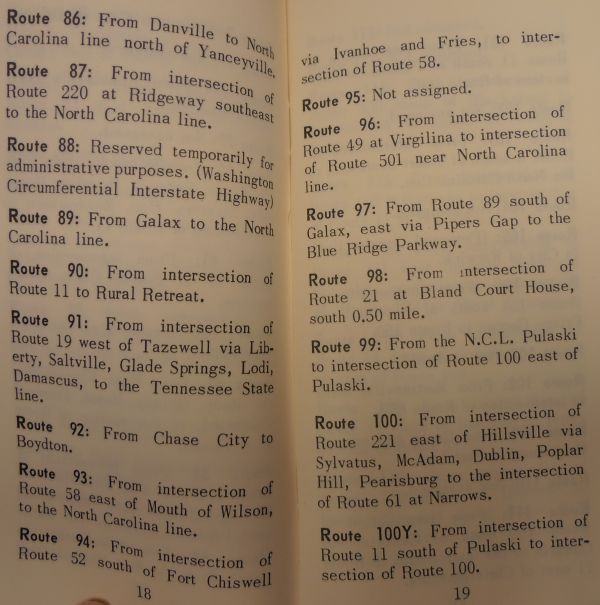 Route 86: From Danville to North
Carolina line north of Yanceyville.
Route 87: From intersection of
Route 220 at Ridgeway southeast
to the North Carolina line.
Route 88: Reserved temporarily for
administrative purposes. (Washington
Circumferential Interstate Highway)
Route 89: From Galax to the North
Carolina line.
Route 90: From intersection of
Route 11 to Rural Retreat.
Route 91: From intersection of
Route 19 west of Tazewell via Lib-
erty, Saltville, Glade Springs, Lodi,
Damascus, to the Tennessee State
line.
Route 92: From Chase City to
Boydton.
Route 93: From intersection of
Route 58 east of Mouth of Wilson,
to the North Carolina line.
Route 94: From intersection of
Route 52 south of Fort Chiswell
18
via Ivanhoe and Fries, to inter-
section of Route 58.
Route 95: Not assigned.
Route 96: From intersection of
Route 49 at Virgilina to intersection
of Route 501 near North Carolina
line.
Route 97: From Route 89 south of
Galax, east via Pipers Gap to the
Blue Ridge Parkway.
Route 98: From intersection of
Route 21 at Bland Court House,
south 0.50 mile.
Route 99: From the N.C.L. Pulaski
to intersection of Route 100 east of
Pulaski.
Route 100: From intersection of
Route 221 east of Hillsville via
Sylvatus, McAdam, Dublin, Poplar
Hill, Pearisburg to the intersection
of Route 61 at Narrows.
Route 100Y: From intersection of
Route 11 south of Pulaski to inter-
section of Route 100.
19